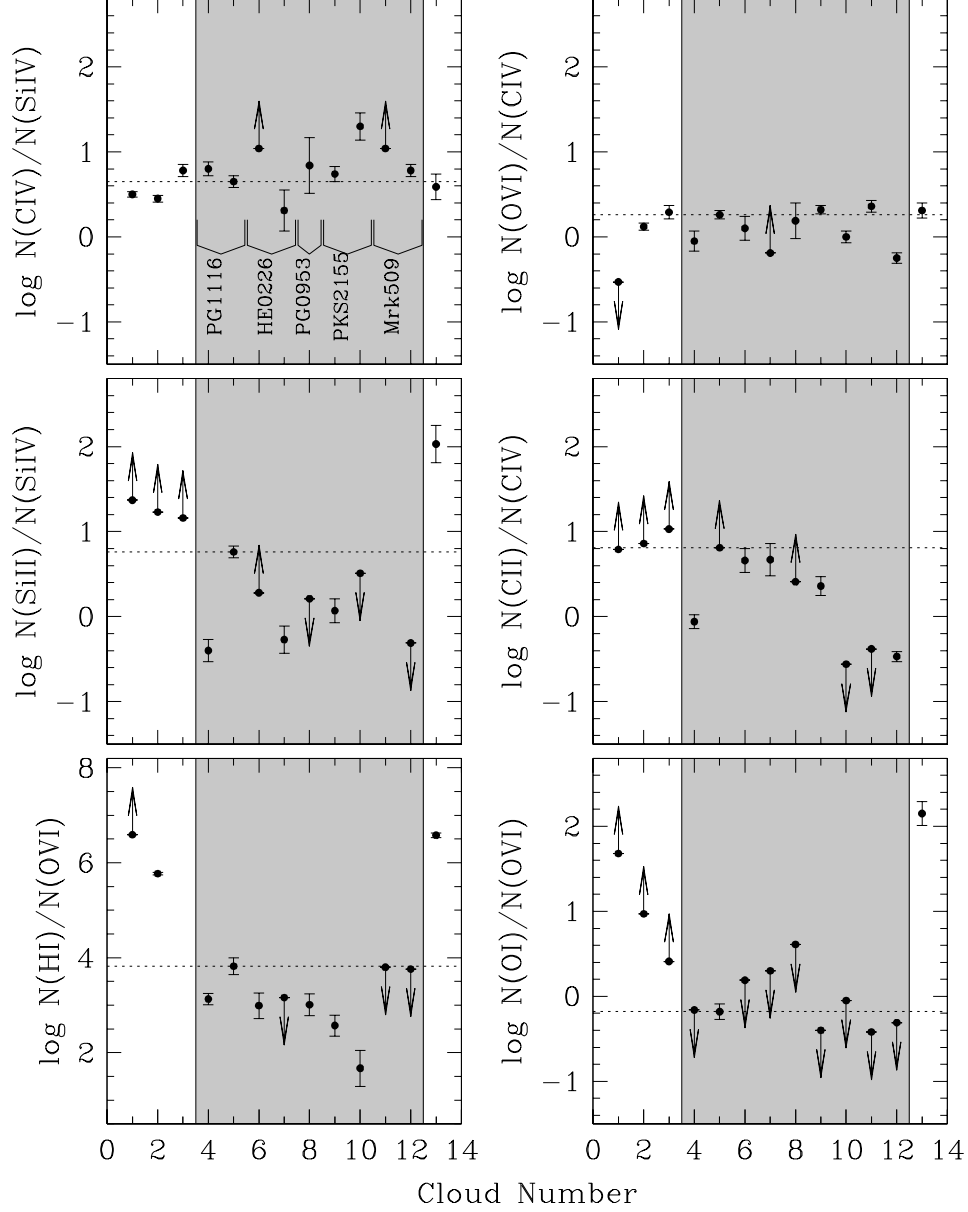 log N(CIV)/N(SiIV)
2
1
0
−1
PG1116
HE0226
PG0953
PKS2155
Mrk509
log N(OVI)/N(CIV)
2
1
0
−1
log N(SiII)/N(SiIV)
2
1
0
−1
log N(CII)/N(CIV)
2
1
0
−1
log N(HI)/N(OVI)
8
6
4
2
0 2 4 6 8 10 12 14
log N(OI)/N(OVI)
2
1
0
−1
0 2 4 6 8 10 12 14
Cloud Number